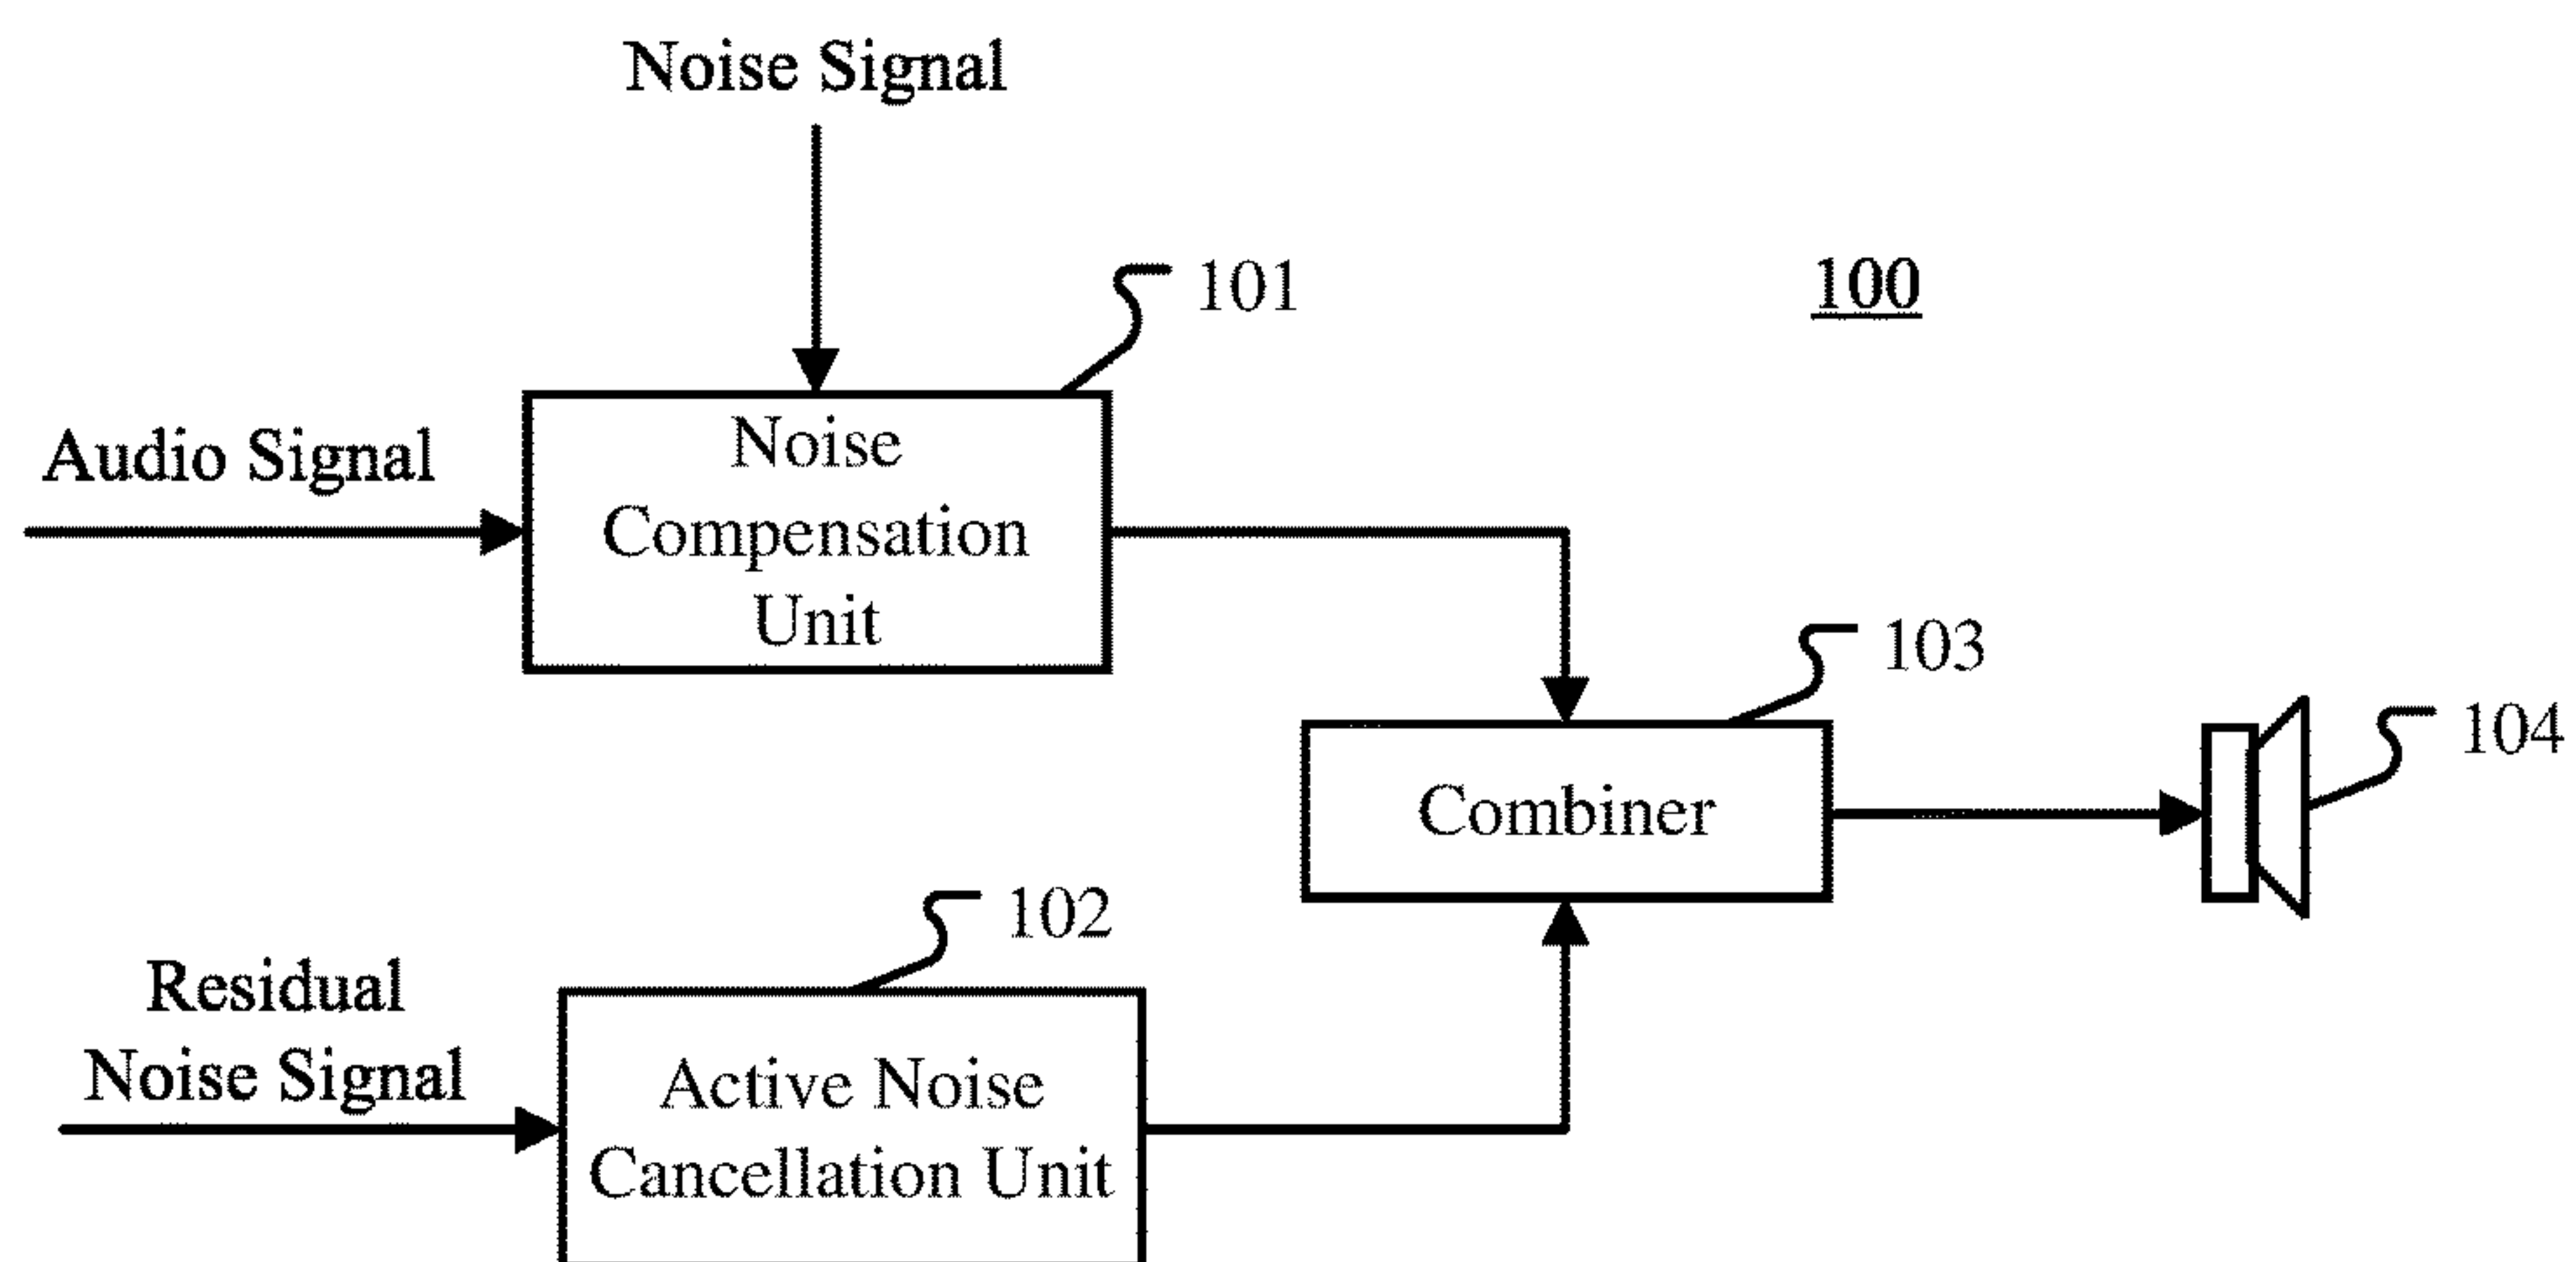 Noise Signal
101
100
Audio Signal
Noise
Compensation
Unit
103
104
Combiner
102
Residual
Noise Signal
Active Noise
Cancellation Unit